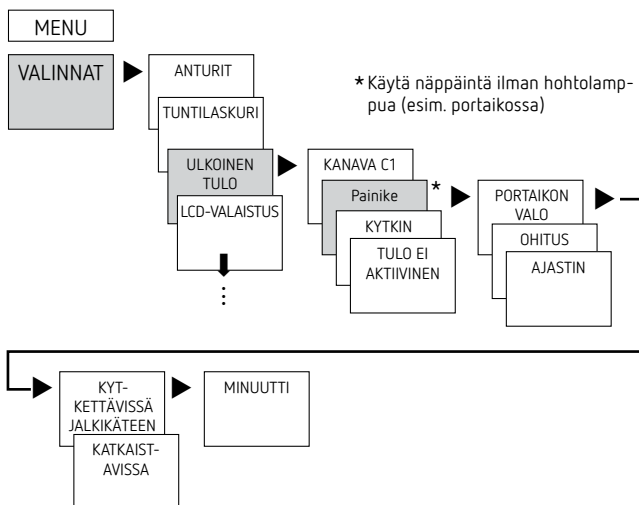 MENU
VALINNAT
ANTURIT
TUNTILASKURI
ULKOINEN
TULO
LCD-VALAISTUS
⋮
* Käytä näppäintä ilman hohtolamp-
pua (esim. portaikossa)
KANAVA C1
Painike *
KYTKIN
TULO EI
AKTIIVINEN
PORTAIKON
VALO
OHITUS
AJASTIN
KYT-
KETTÄVISSÄ
JALKIKÄTEEN
KATKAIST-
AVISSA
MINUUTTI